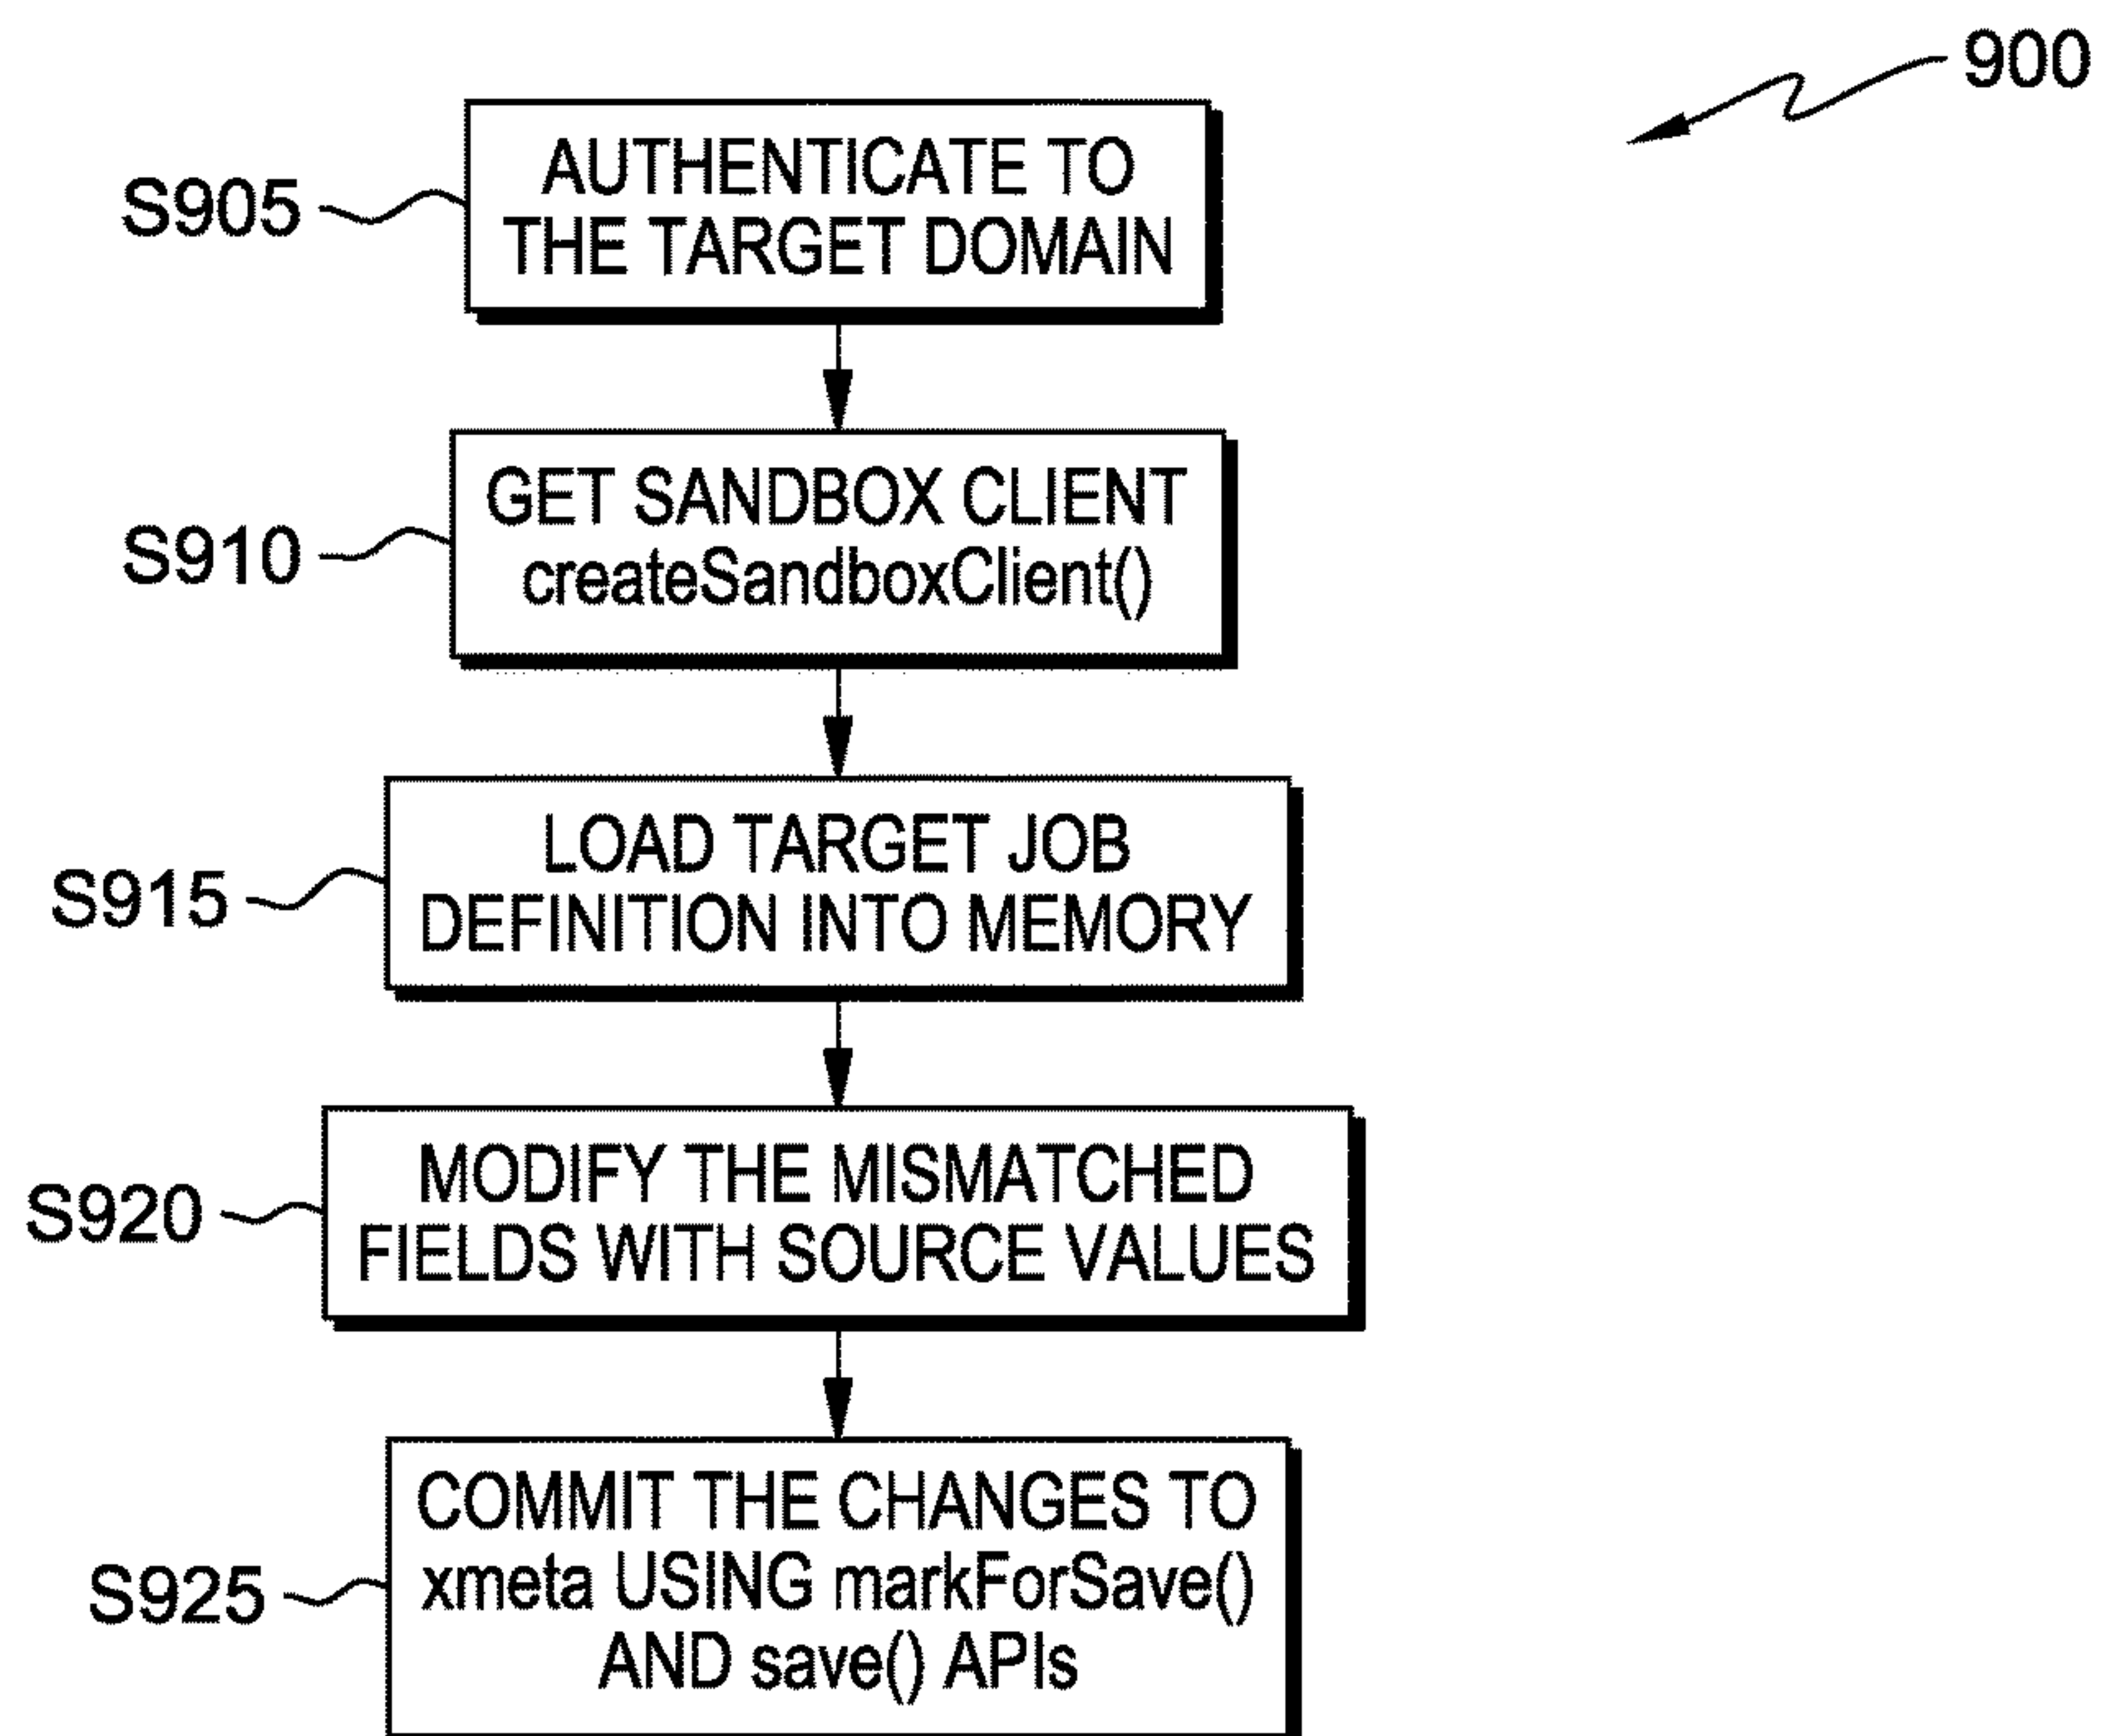 900
S905
AUTHENTICATE TO
THE TARGET DOMAIN
S910
GET SANDBOX CLIENT
createSandboxClient()
S915
LOAD TARGET JOB
DEFINITION INTO MEMORY
S920
MODIFY THE MISMATCHED
FIELDS WITH SOURCE VALUES
S925
COMMIT THE CHANGES TO
xmeta USING markForSave()
AND save() APIs